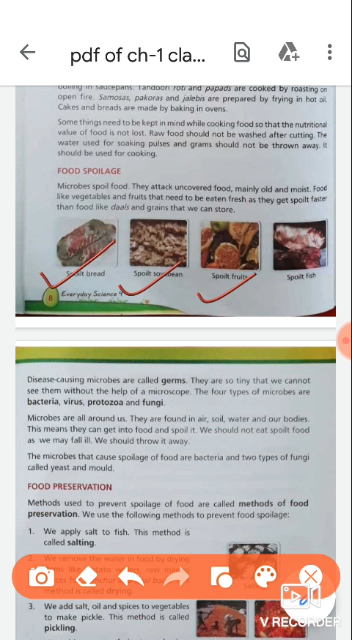 pdf of ch-1 cla...
boiling in saucepans. Tandoori roti and papads are cooked by roasting on
open fire. Samosas, pakoras and jalebis are prepared by frying in hot oil.
Cakes and breads are made by baking in ovens.
Some things need to be kept in mind while cooking food so that the nutritional
value of food is not lost. Raw food should not be washed after cutting. The
water used for soaking pulses and grams should not be thrown away. It
should be used for cooking.
FOOD SPOILAGE
Microbes spoil food. They attack uncovered food, mainly old and moist. Food
like vegetables and fruits that need to be eaten fresh as they get spoilt faster
than food like daals and grains that we can store.
Spoilt bread
Spoilt soyabean
Spoilt fruits
Spoilt fish
8 Everyday Science
Disease-causing microbes are called germs. They are so tiny that we cannot
see them without the help of a microscope. The four types of microbes are
bacteria, virus, protozoa and fungi.
Microbes are all around us. They are found in air, soil, water and our bodies.
This means they can get into food and spoil it. We should not eat spoilt food
as we may fall ill. We should throw it away.
The microbes that cause spoilage of food are bacteria and two types of fungi
called yeast and mould.
FOOD PRESERVATION
Methods used to prevent spoilage of food are called methods of food
preservation. We use the following methods to prevent food spoilage:
1. We apply salt to fish. This method is
called salting.
2. We remove the water in food by drying
method is called drying.
3. We add salt, oil and spices to vegetables
to make pickle. This method is called
pickling.
V RECORDER